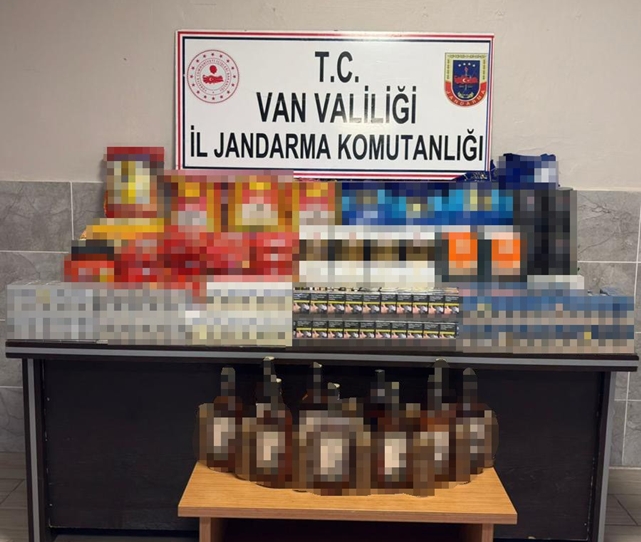 T.C.
VAN VALİLİĞİ
İL JANDARMA KOMUTANLIĞI